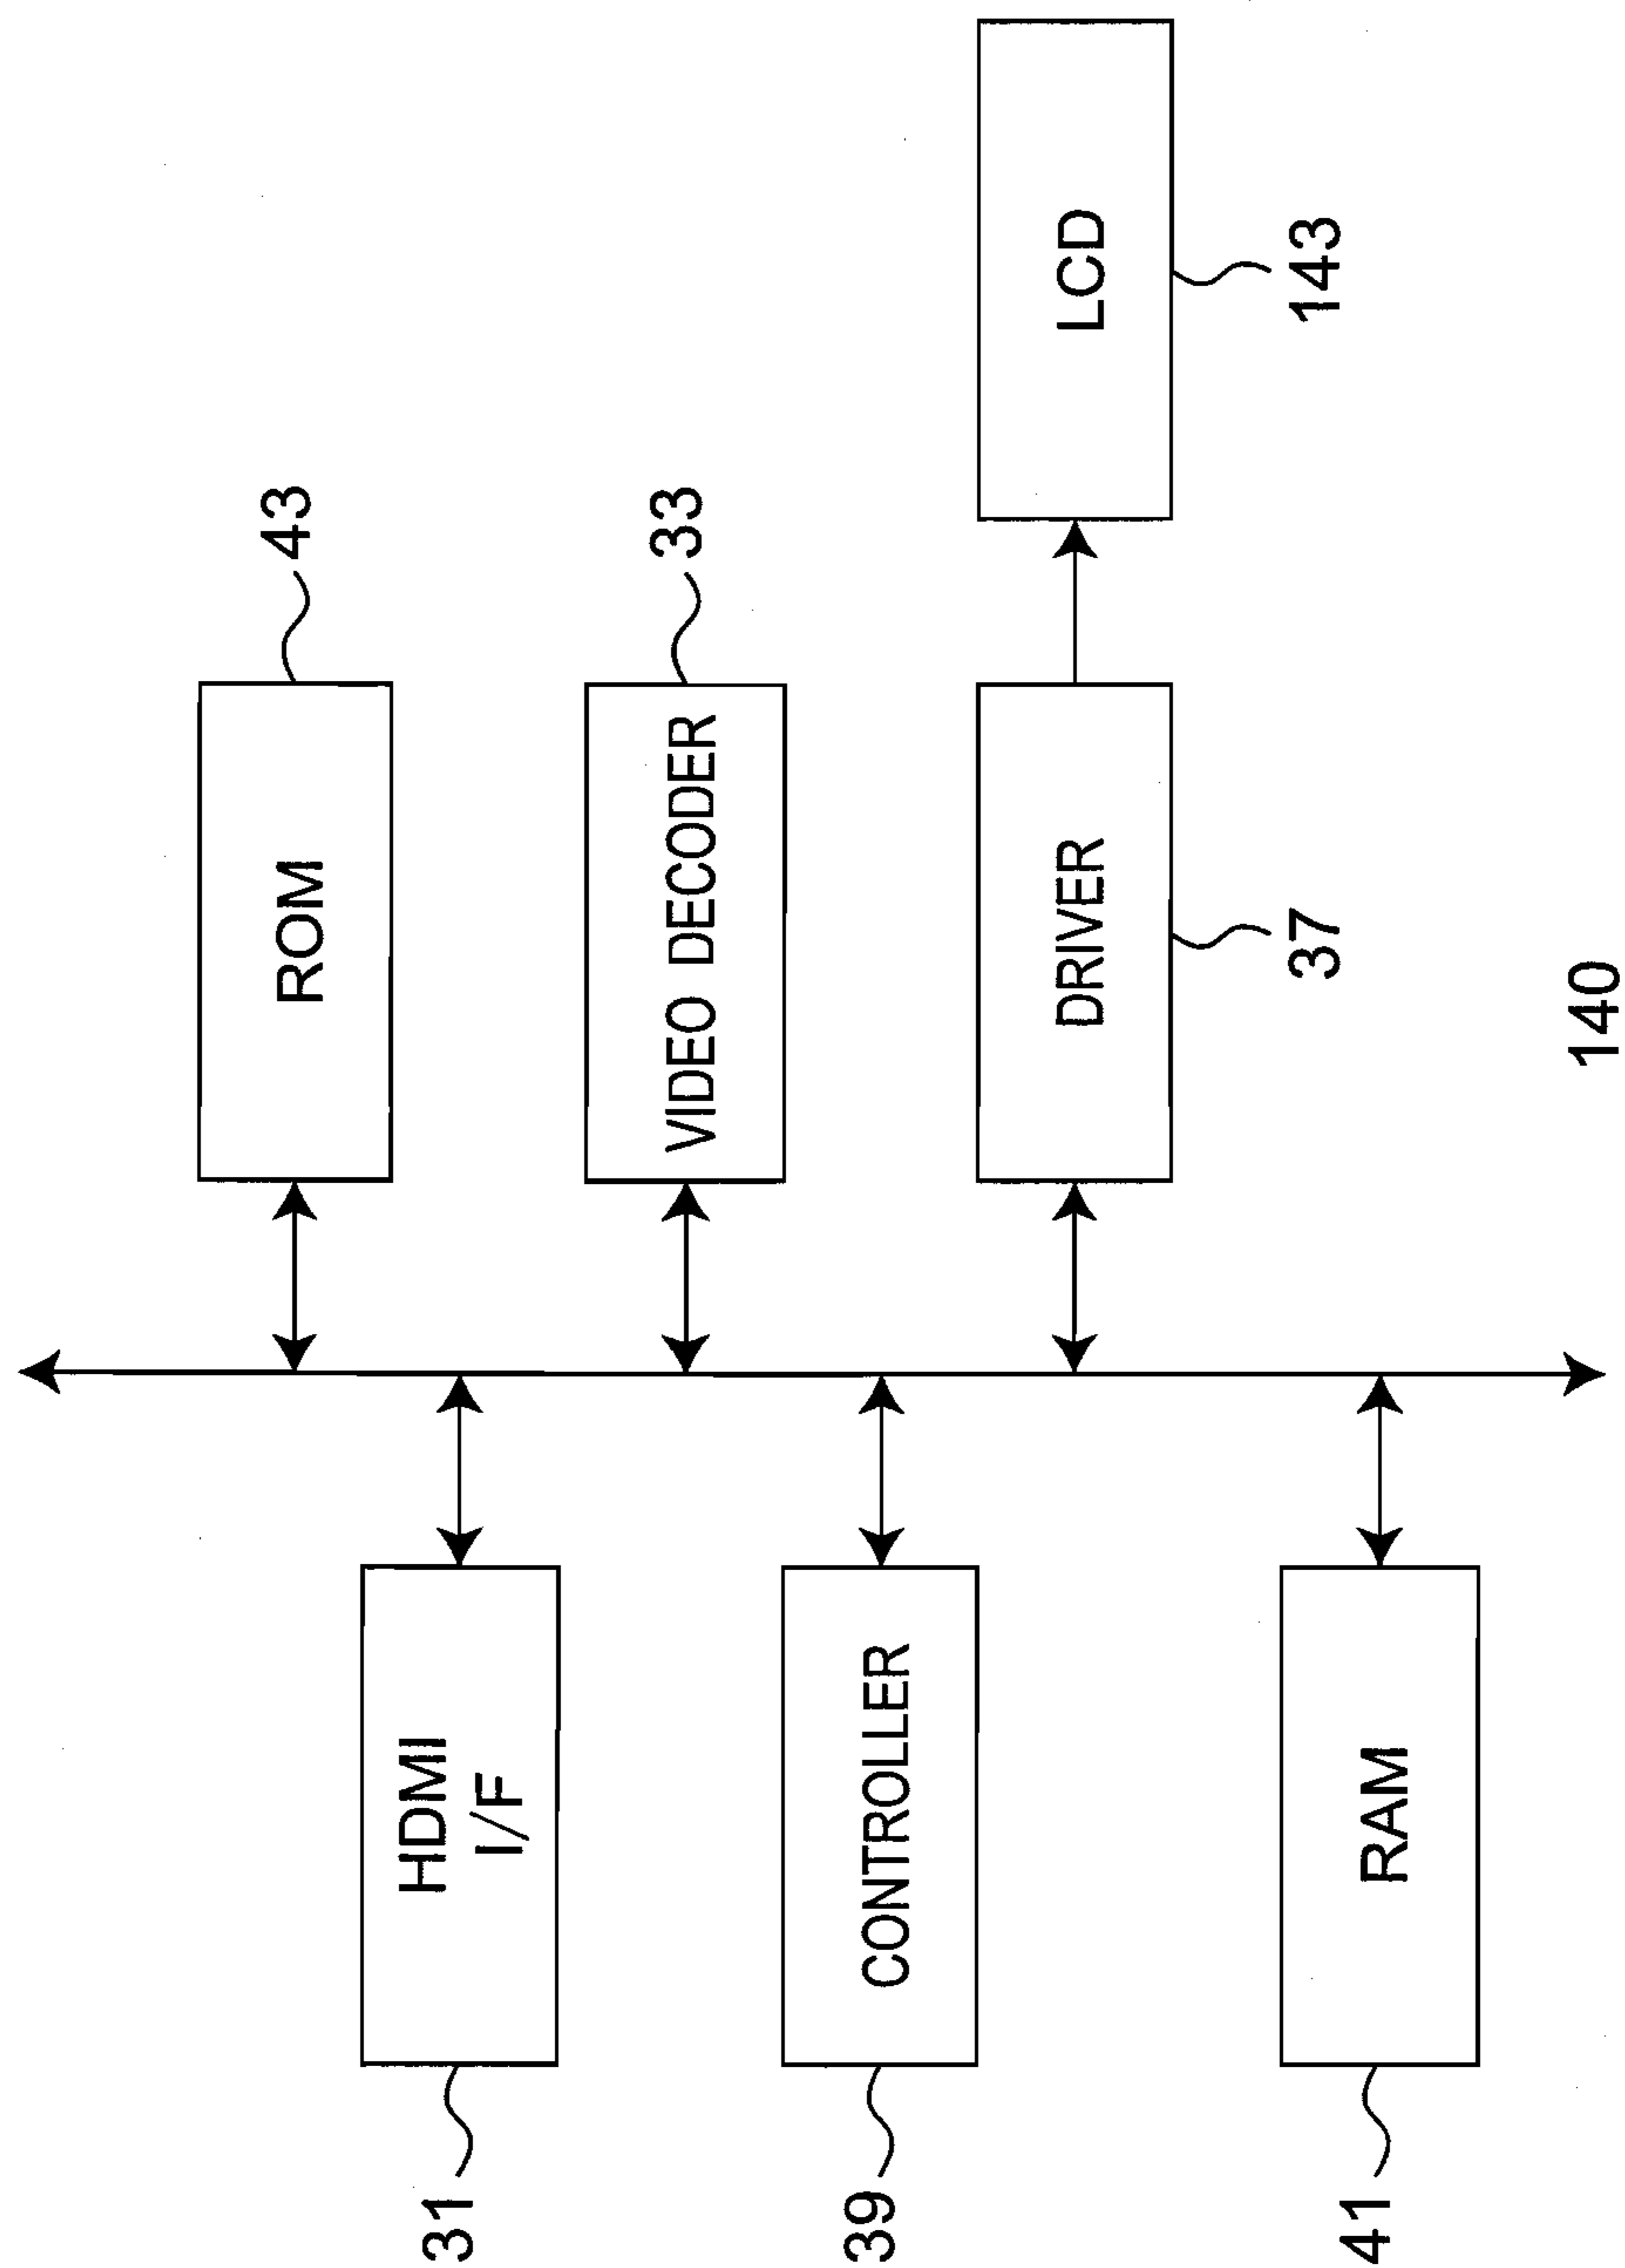 ROM
43
31
HDMI
I/F
VIDEO DECODER
33
39
CONTROLLER
DRIVER
LCD
37
143
41
RAM
140